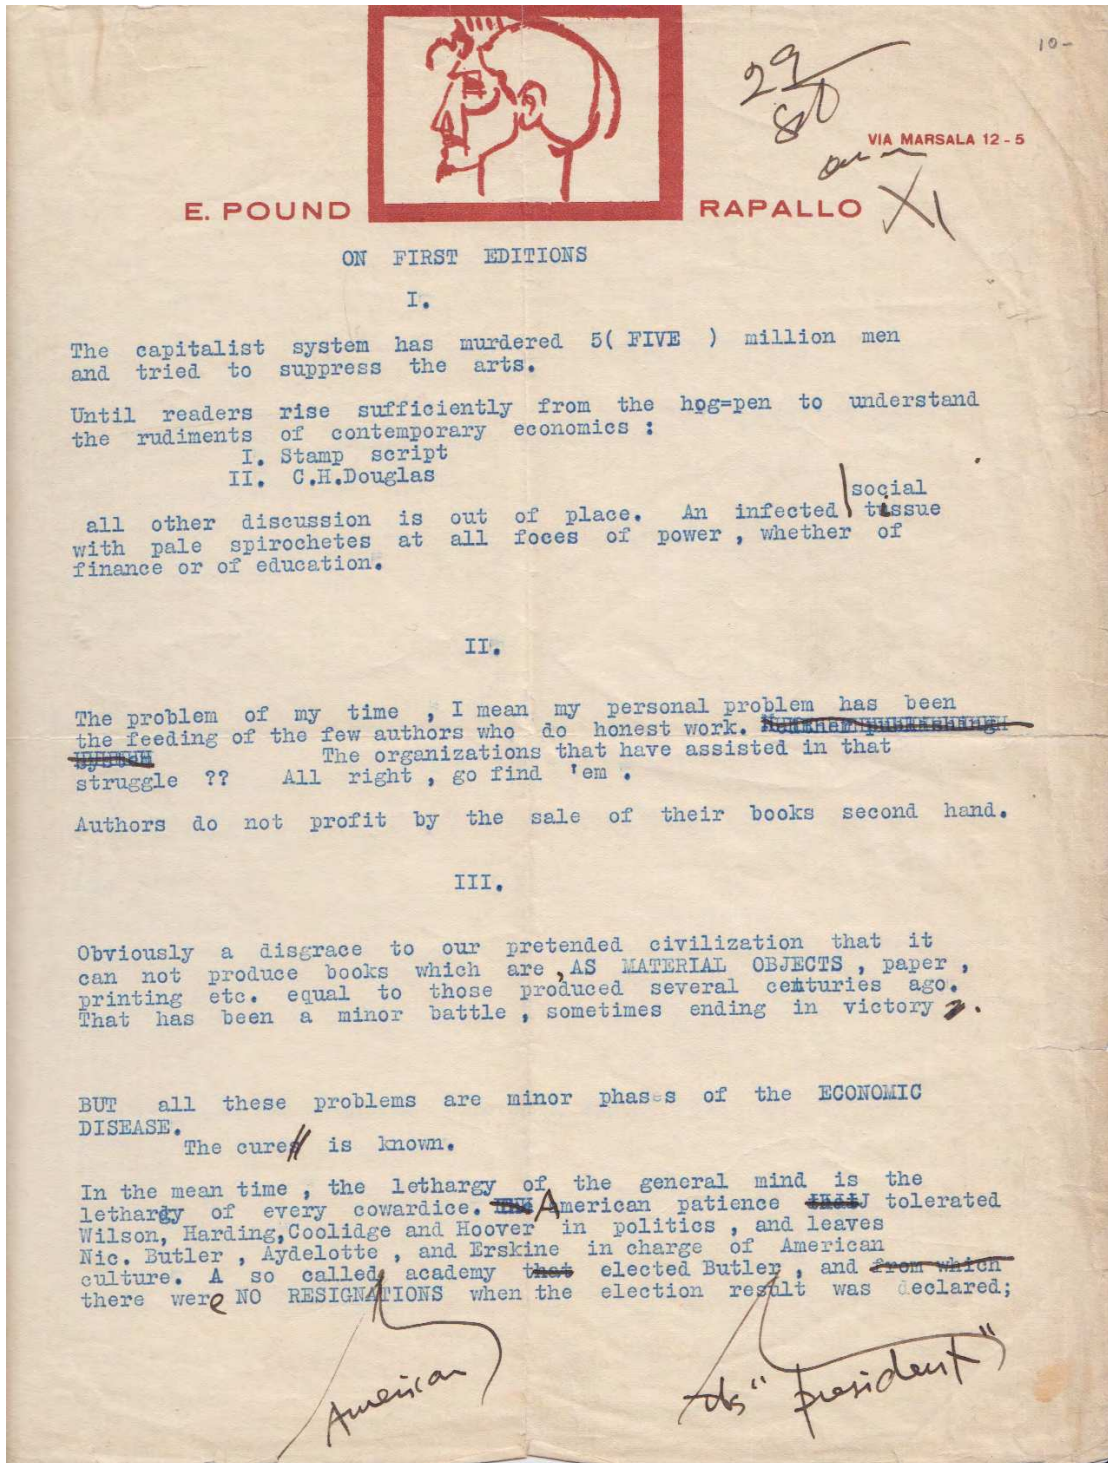 10-
29
VIA MARSALA 12 - 5
E. POUND RAPALLO XI
ON FIRST EDITIONS
I.
The capitalist system has murdered 5( FIVE ) million men
and tried to suppress the arts.
Until readers rise sufficiently from the hog=pen to understand
the rudiments of contemporary economics :
I. Stamp script
II. C.H.Douglas
social
all other discussion is out of place. An infected tissue
with pale spirochetes at all foces of power , whether of
finance or of education.
II.
The problem of my time , I mean my personal problem has been
the feeding of the few authors who do honest work.
The organizations that have assisted in that
struggle ?? All right , go find 'em .
Authors do not profit by the sale of their books second hand.
III.
Obviously a disgrace to our pretended civilization that it
can not produce books which are , AS MATERIAL OBJECTS , paper ,
printing etc. equal to those produced several centuries ago.
That has been a minor battle , sometimes ending in victory .
BUT all these problems are minor phases of the ECONOMIC
DISEASE.
The cure is known.
In the mean time , the lethargy of the general mind is the
lethargy of every cowardice. American patience tolerated
Wilson, Harding,Coolidge and Hoover in politics , and leaves
Nic. Butler , Aydelotte , and Erskine in charge of American
culture. A so called academy that elected Butler , and from which
there were NO RESIGNATIONS when the election result was declared;
American its "president"